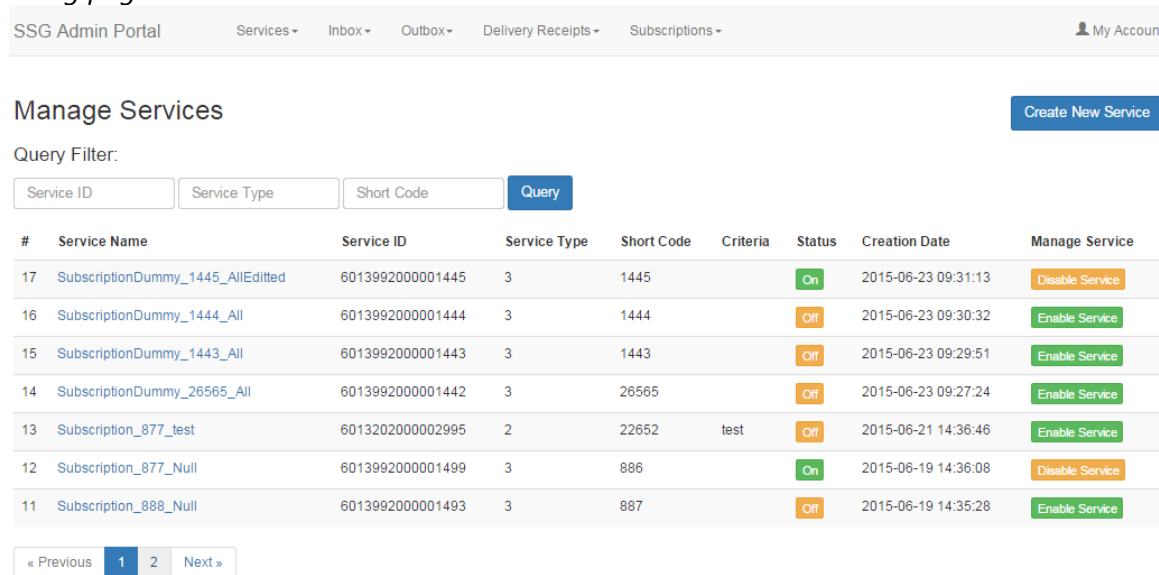 SSG Admin Portal Services Inbox Outbox Delivery Receipts Subscriptions My Accoun
Manage Services Create New Service
Query Filter:
Service ID Service Type Short Code Query
# Service Name Service ID Service Type Short Code Criteria Status Creation Date Manage Service
17 SubscriptionDummy_1445_AllEditted 6013992000001445 3 1445 On 2015-06-23 09:31:13 Disable Service
16 SubscriptionDummy_1444_All 6013992000001444 3 1444 Off 2015-06-23 09:30:32 Enable Service
15 SubscriptionDummy_1443_All 6013992000001443 3 1443 Off 2015-06-23 09:29:51 Enable Service
14 SubscriptionDummy_26565_All 6013992000001442 3 26565 Off 2015-06-23 09:27:24 Enable Service
13 Subscription_877_test 6013202000002995 2 22652 test Off 2015-06-21 14:36:46 Enable Service
12 Subscription_877_Null 6013992000001499 3 886 On 2015-06-19 14:36:08 Disable Service
11 Subscription_888_Null 6013992000001493 3 887 Off 2015-06-19 14:35:28 Enable Service
« Previous 1 2 Next »